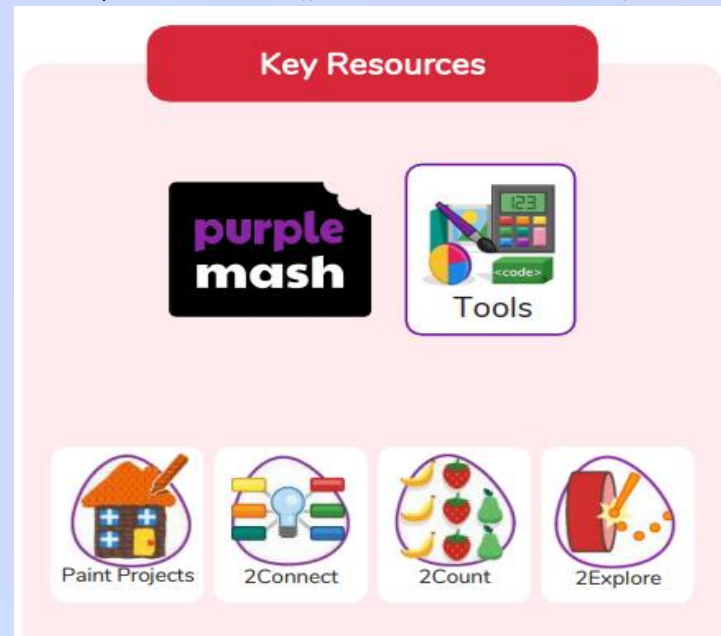 Key Resources
purple
mash
123
<code>
Tools
Paint Projects
2Connect
2Count
2Explore